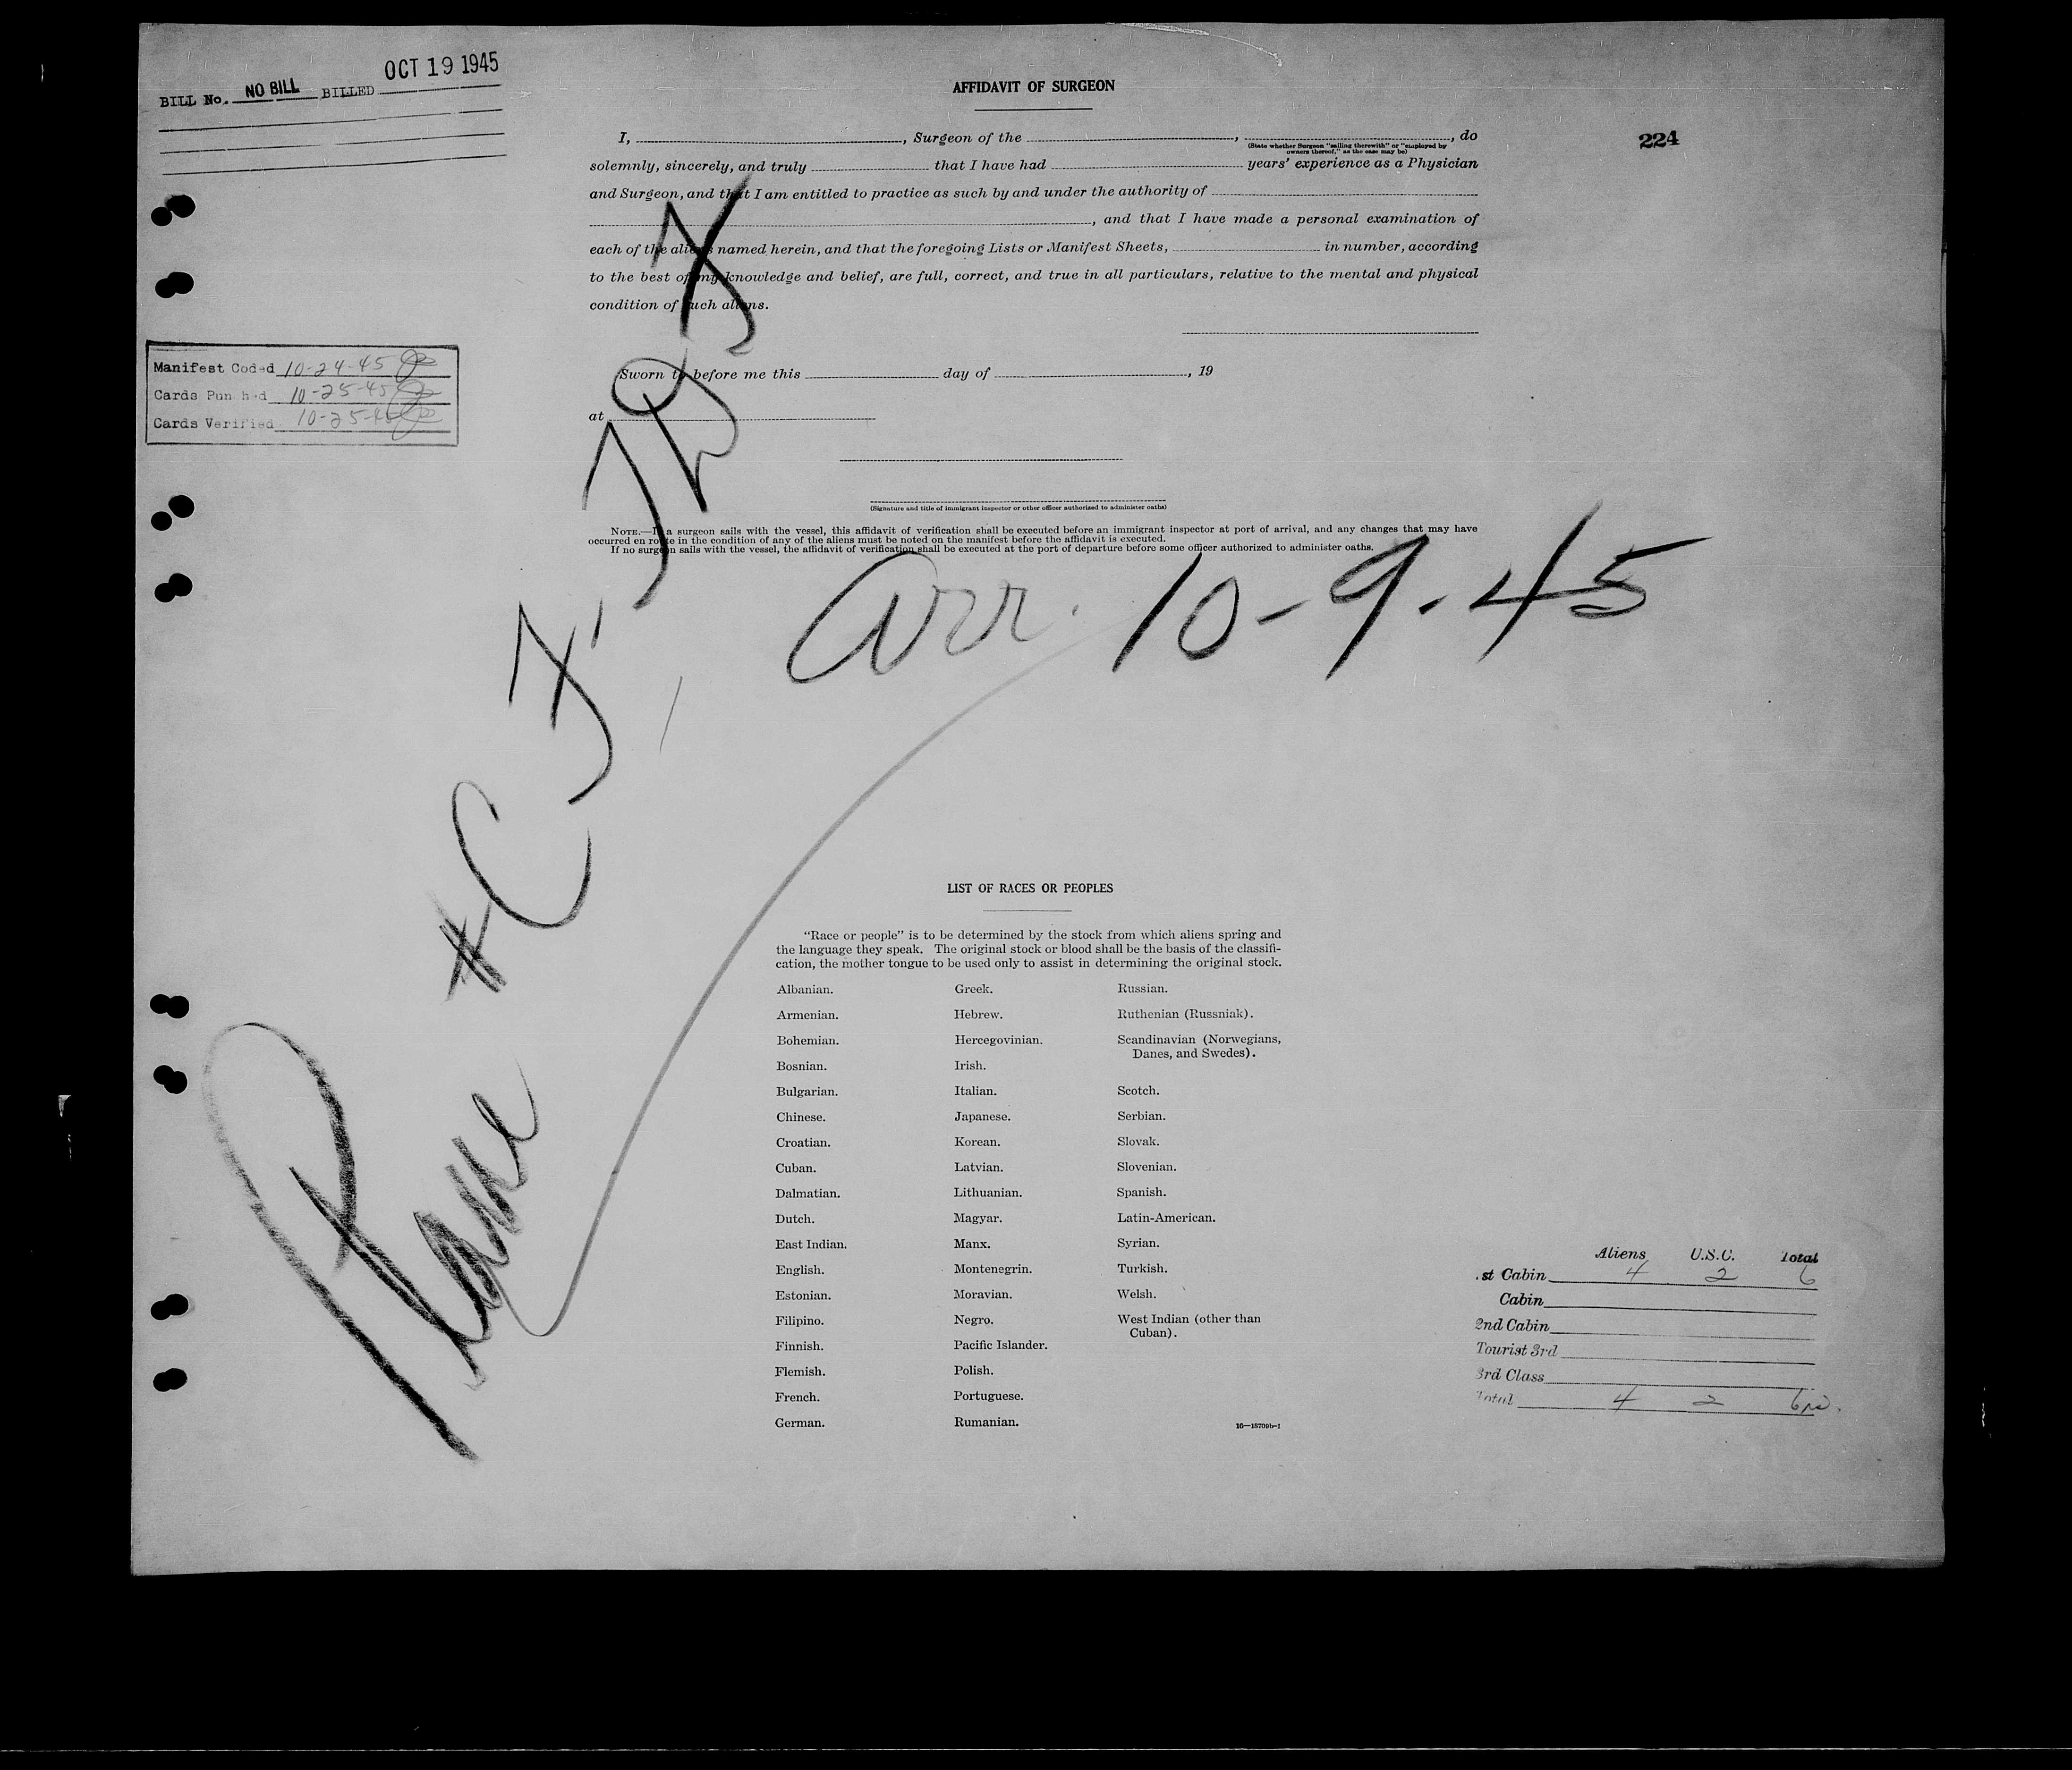 OCT 19 1945
BILL No. NO BILL BILLED
224
AFFIDAVIT OF SURGEON
I, , Surgeon of the , , do
(State whether Surgeon "sailing therewith" or "employed by
owners thereof," as the case may be)
solemnly, sincerely, and truly that I have had years' experience as a Physician
and Surgeon, and that I am entitled to practice as such by and under the authority of
, and that I have made a personal examination of
each of the aliens named herein, and that the foregoing Lists or Manifest Sheets, in number, according
to the best of my knowledge and belief, are full, correct, and true in all particulars, relative to the mental and physical
condition of such aliens.
Manifest Coded 10-24-45
Cards Punched 10-25-45
Cards Verified 10-25-45
Sworn to before me this day of , 19
at
(Signature and title of immigrant inspector or other officer authorized to administer oaths)
NOTE.—If a surgeon sails with the vessel, this affidavit of verification shall be executed before an immigrant inspector at port of arrival, and any changes that may have
occurred en route in the condition of any of the aliens must be noted on the manifest before the affidavit is executed.
If no surgeon sails with the vessel, the affidavit of verification shall be executed at the port of departure before some officer authorized to administer oaths.
Arr. 10-9-45
Plane #CF-
LIST OF RACES OR PEOPLES
"Race or people" is to be determined by the stock from which aliens spring and
the language they speak. The original stock or blood shall be the basis of the classifi-
cation, the mother tongue to be used only to assist in determining the original stock.
Albanian. Greek. Russian.
Armenian. Hebrew. Ruthenian (Russniak).
Bohemian. Hercegovinian. Scandinavian (Norwegians,
Danes, and Swedes).
Bosnian. Irish.
Bulgarian. Italian. Scotch.
Chinese. Japanese. Serbian.
Croatian. Korean. Slovak.
Cuban. Latvian. Slovenian.
Dalmatian. Lithuanian. Spanish.
Dutch. Magyar. Latin-American.
East Indian. Manx. Syrian.
English. Montenegrin. Turkish.
Estonian. Moravian. Welsh.
Filipino. Negro. West Indian (other than
Cuban).
Finnish. Pacific Islander.
Flemish. Polish.
French. Portuguese.
German. Rumanian.
16—18709b-1
Aliens U.S.C. Total
st Cabin 4 2 6
Cabin
2nd Cabin
Tourist 3rd
3rd Class
Total 4 2 6